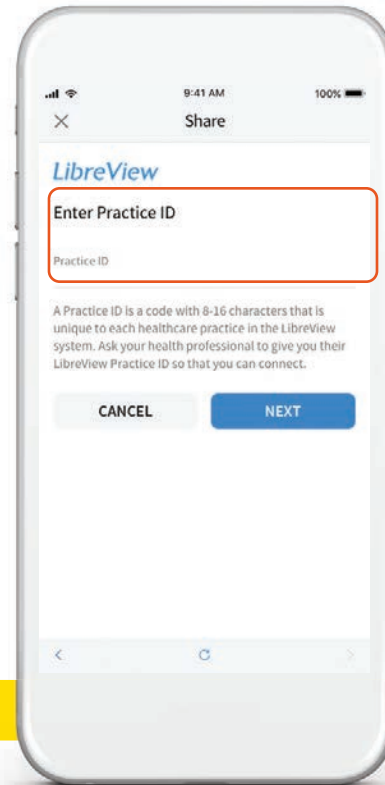 9:41 AM 100%
Share
LibreView
Enter Practice ID
Practice ID
A Practice ID is a code with 8-16 characters that is
unique to each healthcare practice in the LibreView
system. Ask your health professional to give you their
LibreView Practice ID so that you can connect.
CANCEL NEXT